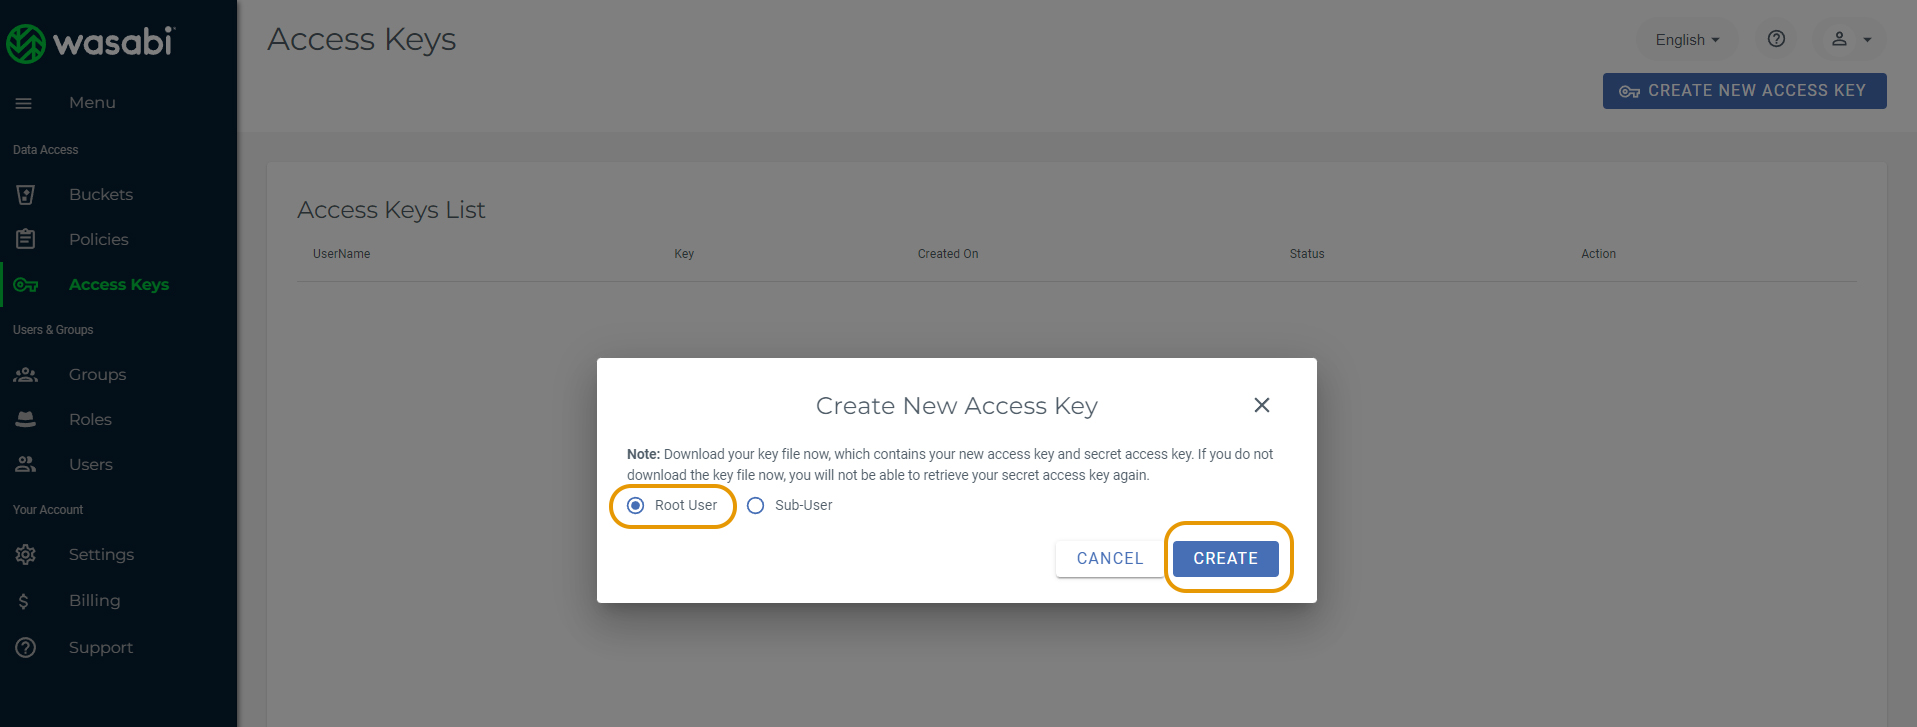 wasabi
Menu
Data Access
Buckets
Policies
Access Keys
Users & Groups
Groups
Roles
Users
Your Account
Settings
Billing
Support
Access Keys
English
CREATE NEW ACCESS KEY
Access Keys List
UserName Key Created On Status Action
Create New Access Key
Note: Download your key file now, which contains your new access key and secret access key. If you do not
download the key file now, you will not be able to retrieve your secret access key again.
Root User Sub-User
CANCEL CREATE